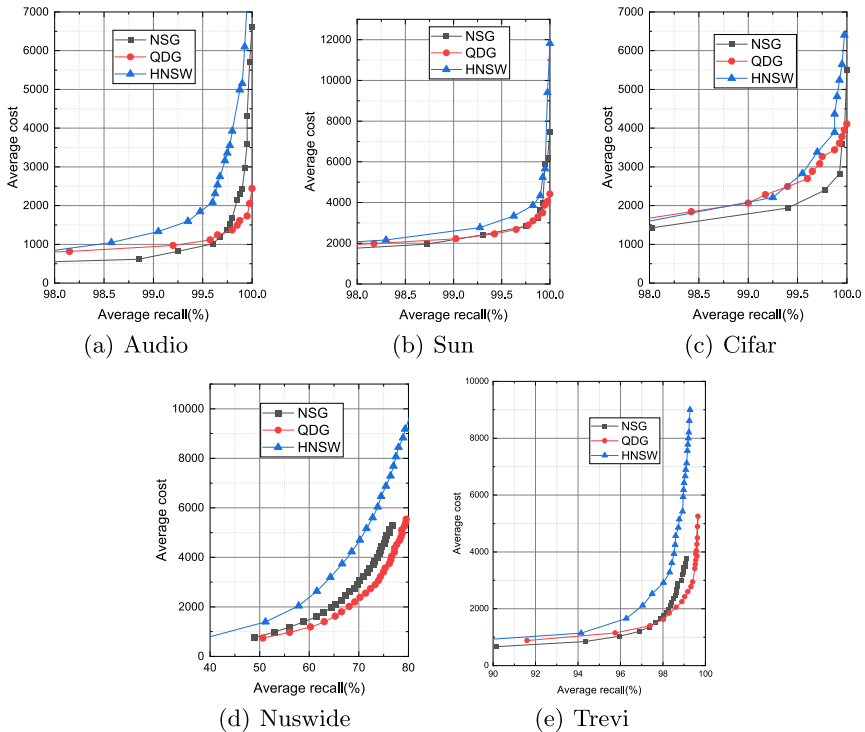 7000
6000
5000
4000
3000
2000
1000
0
Average cost
NSG
QDG
HNSW
98.0 98.5 99.0 99.5 100.0
Average recall(%)
(a) Audio
12000
10000
8000
6000
4000
2000
0
Average cost
NSG
QDG
HNSW
98.0 98.5 99.0 99.5 100.0
Average recall(%)
(b) Sun
7000
6000
5000
4000
3000
2000
1000
0
Average cost
NSG
QDG
HNSW
98.0 98.5 99.0 99.5 100.0
Average recall(%)
(c) Cifar
10000
8000
6000
4000
2000
0
Average cost
NSG
QDG
HNSW
40 50 60 70 80
Average recall(%)
(d) Nuswide
10000
8000
6000
4000
2000
0
Average cost
NSG
QDG
HNSW
90 92 94 96 98 100
Average recall(%)
(e) Trevi